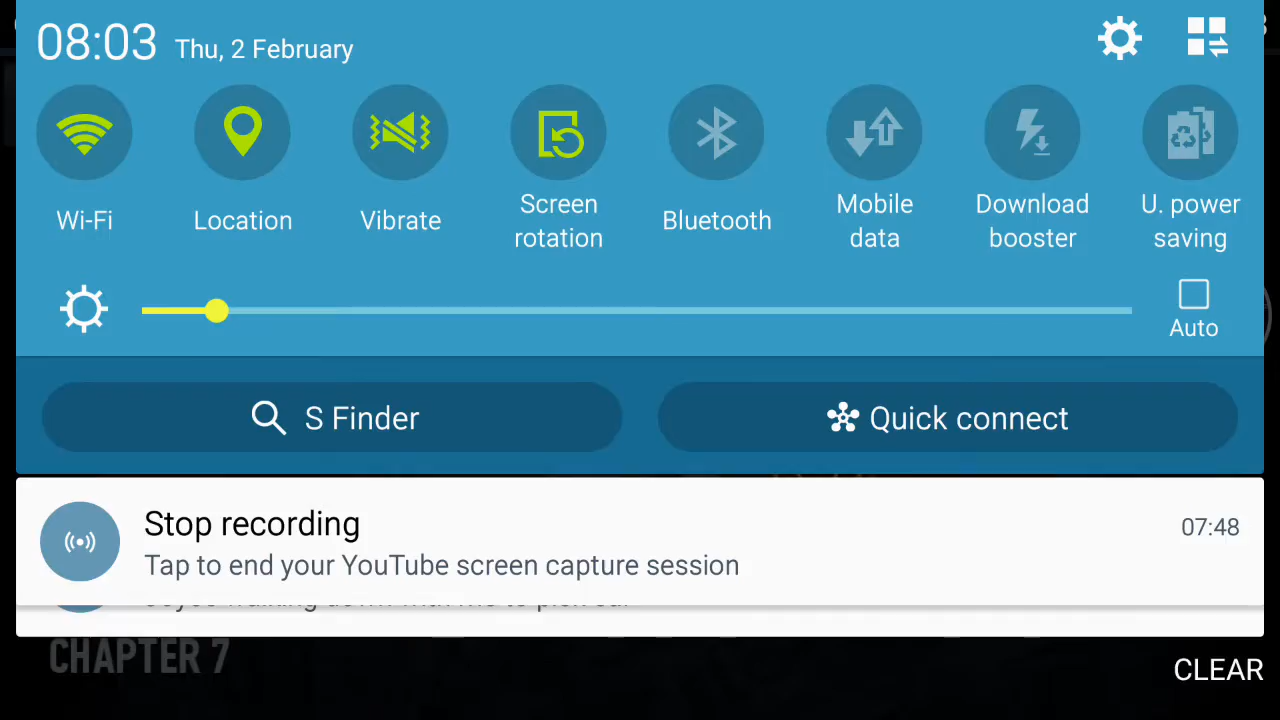 08:03 Thu, 2 February
Wi-Fi
Location
Vibrate
Screen
rotation
Bluetooth
Mobile
data
Download
booster
U. power
saving
Auto
S Finder
Quick connect
Stop recording
07:48
Tap to end your YouTube screen capture session
CHAPTER 7
CLEAR